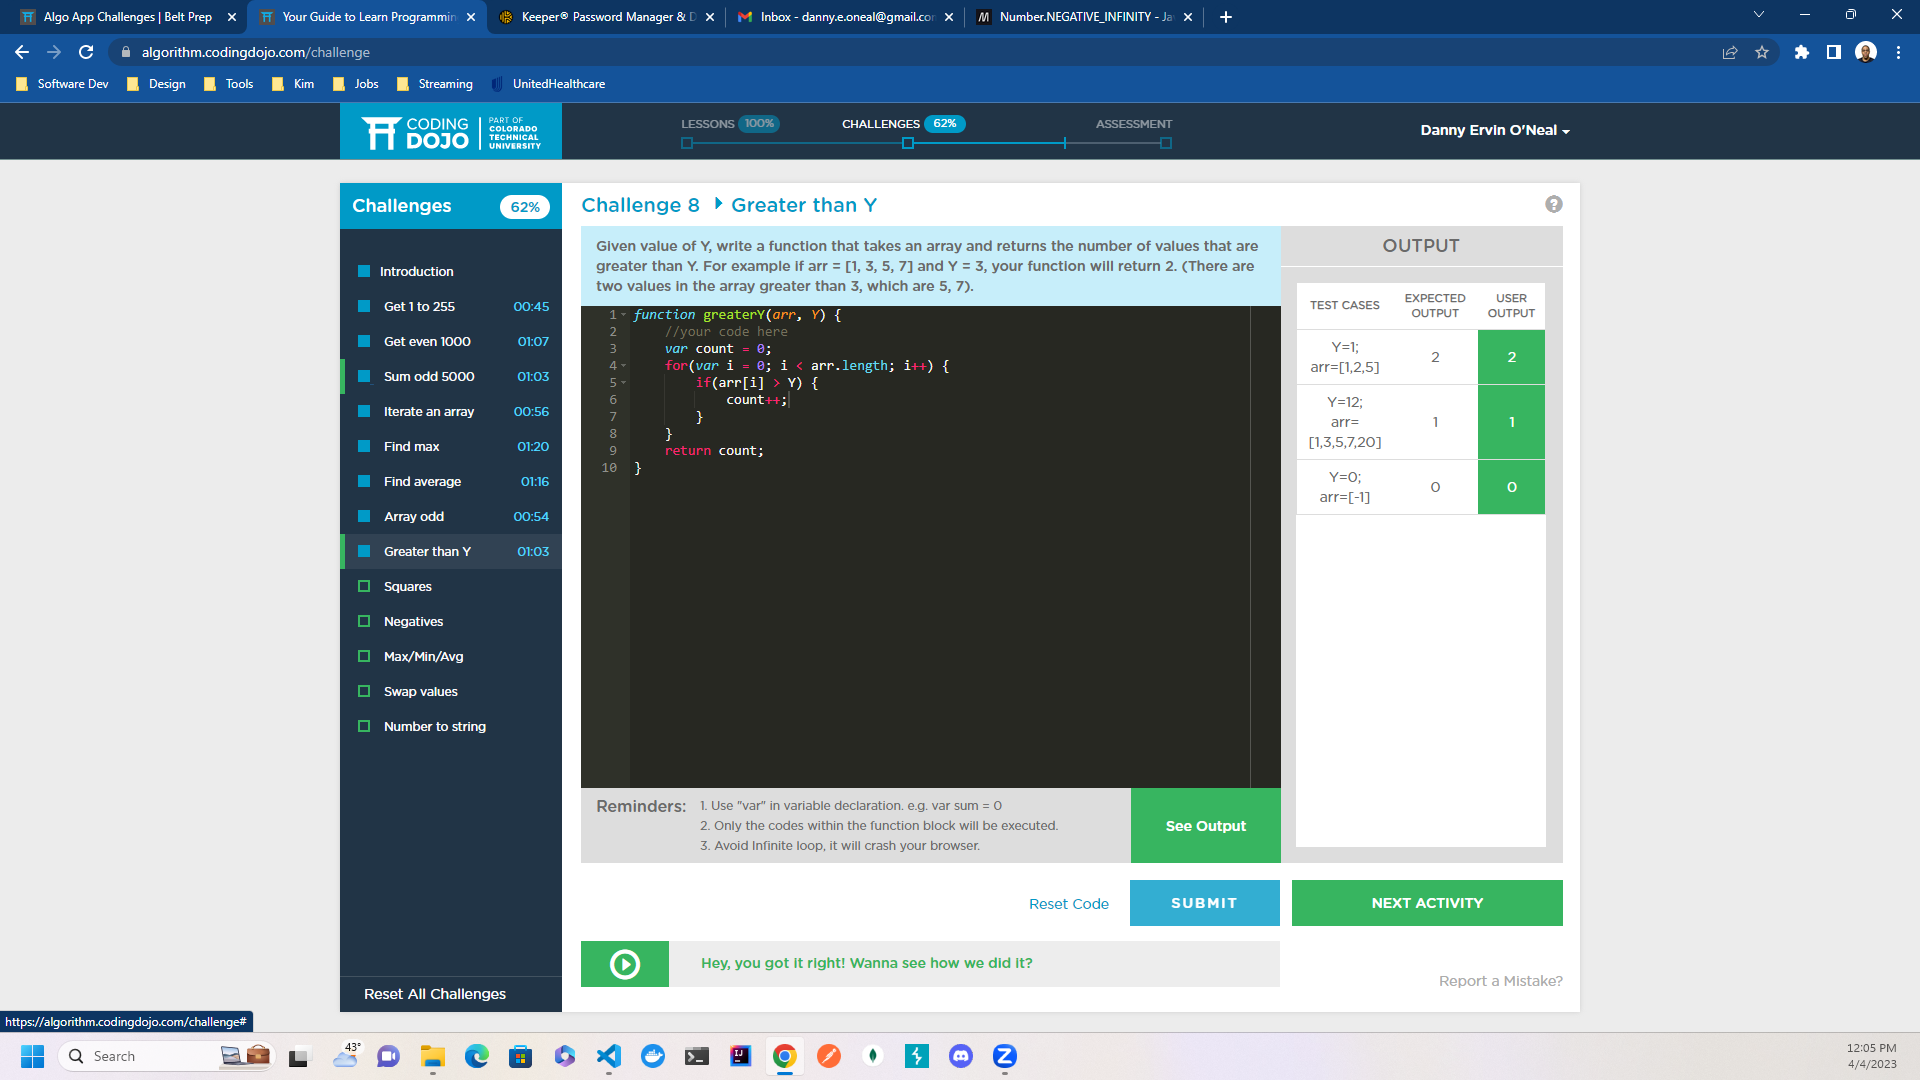 Algo App Challenges | Belt Prep
Your Guide to Learn Programmin
Keeper® Password Manager & D
Inbox - danny.e.oneal@gmail.co
Number.NEGATIVE_INFINITY - Ja
algorithm.codingdojo.com/challenge
Software Dev
Design
Tools
Kim
Jobs
Streaming
UnitedHealthcare
CODING DOJO
PART OF COLORADO TECHNICAL UNIVERSITY
LESSONS 100%
CHALLENGES 62%
ASSESSMENT
Danny Ervin O'Neal
Challenges 62%
Introduction
Get 1 to 255 00:45
Get even 1000 01:07
Sum odd 5000 01:03
Iterate an array 00:56
Find max 01:20
Find average 01:16
Array odd 00:54
Greater than Y 01:03
Squares
Negatives
Max/Min/Avg
Swap values
Number to string
Reset All Challenges
Challenge 8 Greater than Y
?
Given value of Y, write a function that takes an array and returns the number of values that are
greater than Y. For example if arr = [1, 3, 5, 7] and Y = 3, your function will return 2. (There are
two values in the array greater than 3, which are 5, 7).
1 function greaterY(arr, Y) {
2 //your code here
3 var count = 0;
4 for(var i = 0; i < arr.length; i++) {
5 if(arr[i] > Y) {
6 count++;
7 }
8 }
9 return count;
10 }
OUTPUT
TEST CASES
EXPECTED OUTPUT
USER OUTPUT
Y=1;
arr=[1,2,5]
2
2
Y=12;
arr=
[1,3,5,7,20]
1
1
Y=0;
arr=[-1]
0
0
Reminders:
1. Use "var" in variable declaration. e.g. var sum = 0
2. Only the codes within the function block will be executed.
3. Avoid Infinite loop, it will crash your browser.
See Output
Reset Code
SUBMIT
NEXT ACTIVITY
Hey, you got it right! Wanna see how we did it?
Report a Mistake?
https://algorithm.codingdojo.com/challenge#
Search
43°
12:05 PM
4/4/2023